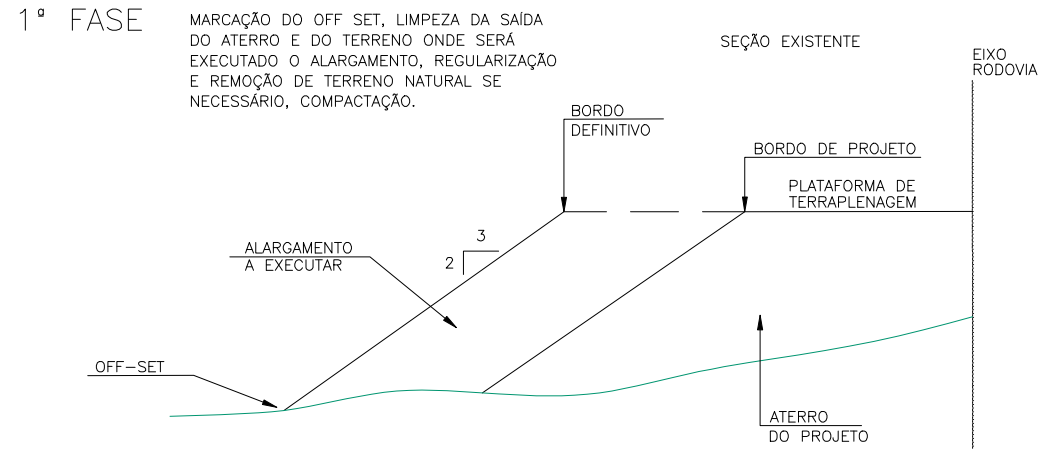 1ª FASE
MARCAÇÃO DO OFF SET, LIMPEZA DA SAÍDA
DO ATERRO E DO TERRENO ONDE SERÁ
EXECUTADO O ALARGAMENTO, REGULARIZAÇÃO
E REMOÇÃO DE TERRENO NATURAL SE
NECESSÁRIO, COMPACTAÇÃO.
SEÇÃO EXISTENTE
EIXO
RODOVIA
BORDO
DEFINITIVO
BORDO DE PROJETO
PLATAFORMA DE
TERRAPLENAGEM
3
2
ALARGAMENTO
A EXECUTAR
OFF-SET
ATERRO
DO PROJETO